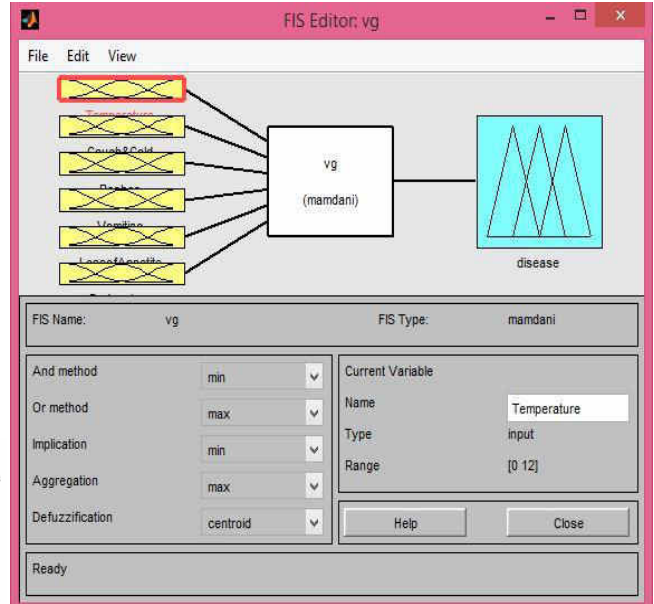 FIS Editor: vg
File Edit View
Temperature
Cough&Cold
Vomiting
LossofAppetite
vg
(mamdani)
disease
FIS Name: vg FIS Type: mamdani
And method min
Or method max
Implication min
Aggregation max
Defuzzification centroid
Current Variable
Name Temperature
Type input
Range [0 12]
Help Close
Ready